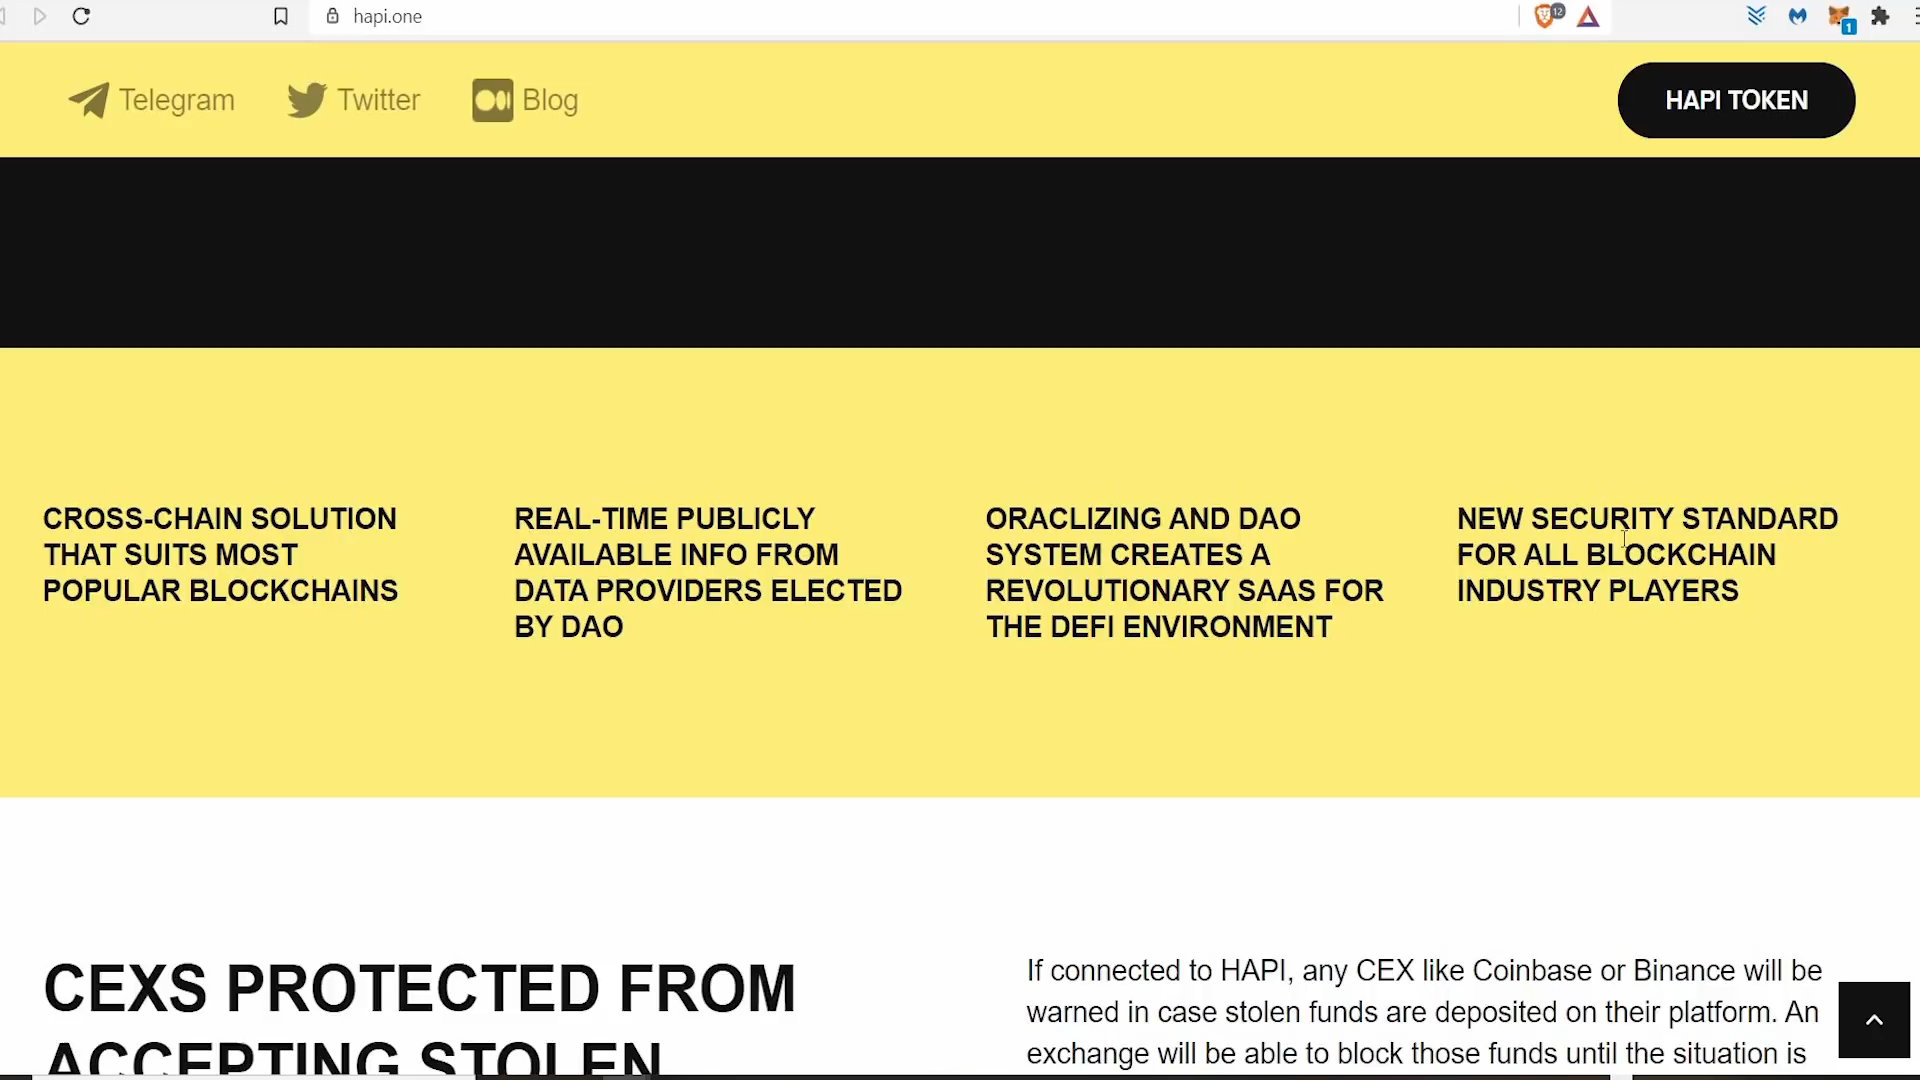 hapi.one
12
1
Telegram
Twitter
Blog
HAPI TOKEN
CROSS-CHAIN SOLUTION
THAT SUITS MOST
POPULAR BLOCKCHAINS
REAL-TIME PUBLICLY
AVAILABLE INFO FROM
DATA PROVIDERS ELECTED
BY DAO
ORACLIZING AND DAO
SYSTEM CREATES A
REVOLUTIONARY SAAS FOR
THE DEFI ENVIRONMENT
NEW SECURITY STANDARD
FOR ALL BLOCKCHAIN
INDUSTRY PLAYERS
CEXS PROTECTED FROM
ACCEPTING STOLEN
If connected to HAPI, any CEX like Coinbase or Binance will be
warned in case stolen funds are deposited on their platform. An
exchange will be able to block those funds until the situation is